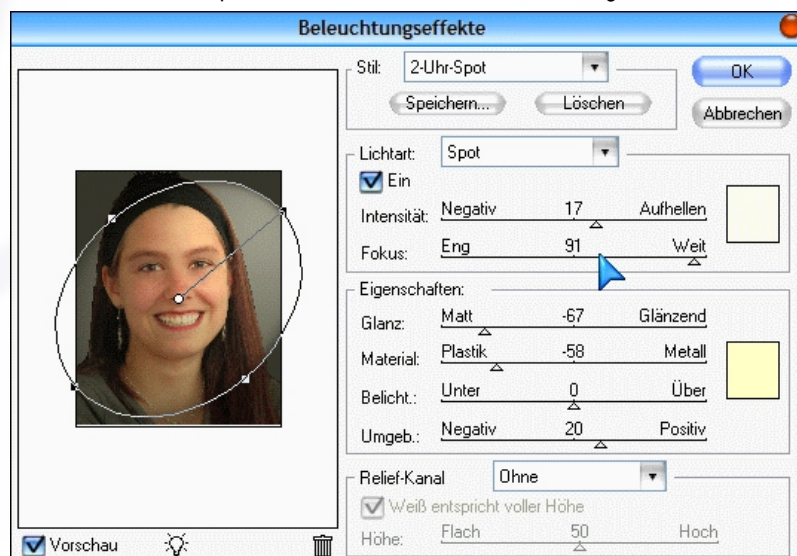 Beleuchtungseffekte
Stil: 2-Uhr-Spot
OK
Speichern... Löschen
Abbrechen
Lichtart: Spot
Ein
Intensität: Negativ 17 Aufhellen
Fokus: Eng 91 Weit
Eigenschaften:
Glanz: Matt -67 Glänzend
Material: Plastik -58 Metall
Belicht.: Unter 0 Über
Umgeb.: Negativ 20 Positiv
Relief-Kanal Ohne
Weiß entspricht voller Höhe
Höhe: Flach 50 Hoch
Vorschau